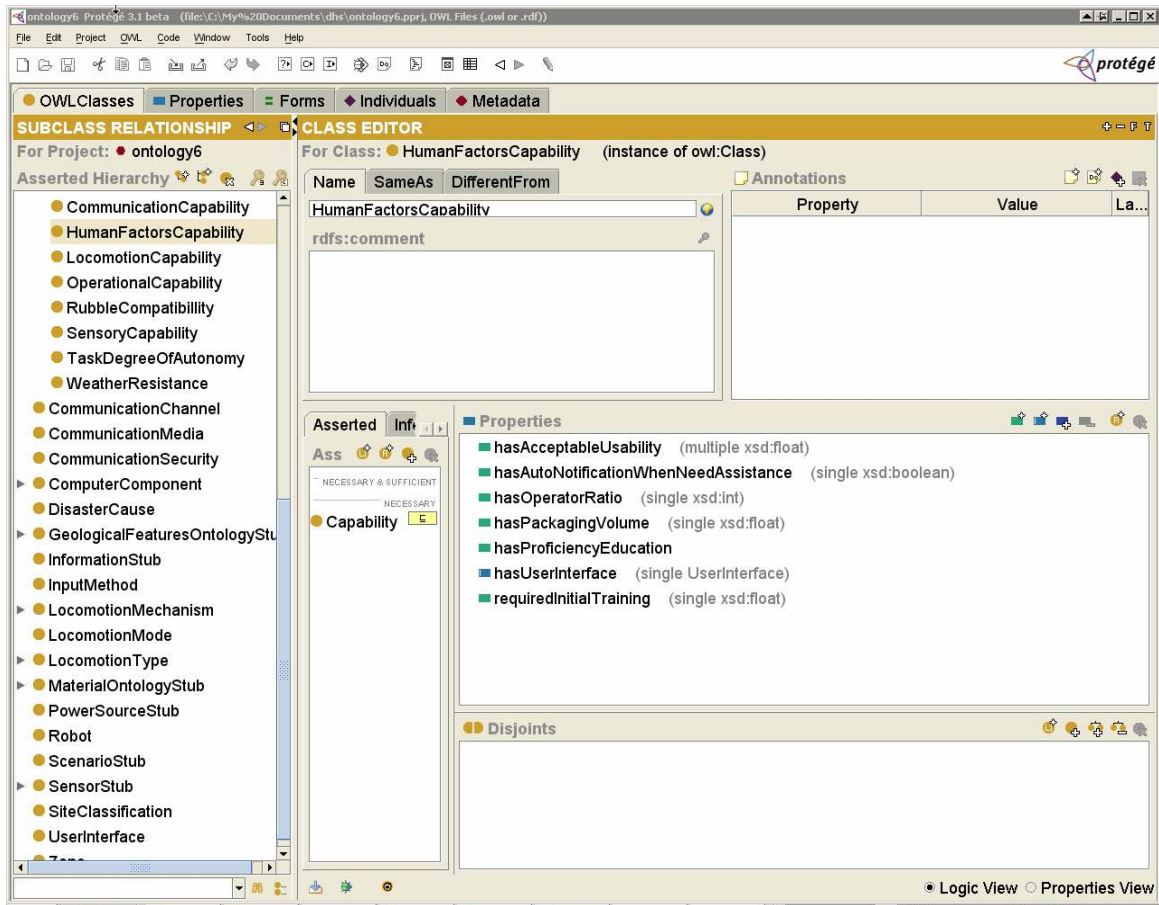 ontology6 Protégé 3.1 beta (file:\C:\My%20Documents\dhs\ontology6.pprj, OWL Files (.owl or .rdf))
File Edit Project OWL Code Window Tools Help
protégé
OWLClasses Properties Forms Individuals Metadata
SUBCLASS RELATIONSHIP
For Project: ontology6
Asserted Hierarchy
CommunicationCapability
HumanFactorsCapability
LocomotionCapability
OperationalCapability
RubbleCompatibillity
SensoryCapability
TaskDegreeOfAutonomy
WeatherResistance
CommunicationChannel
CommunicationMedia
CommunicationSecurity
ComputerComponent
DisasterCause
GeologicalFeaturesOntologyStu
InformationStub
InputMethod
LocomotionMechanism
LocomotionMode
LocomotionType
MaterialOntologyStub
PowerSourceStub
Robot
ScenarioStub
SensorStub
SiteClassification
UserInterface
CLASS EDITOR
For Class: HumanFactorsCapability (instance of owl:Class)
Name SameAs DifferentFrom
HumanFactorsCapability
rdfs:comment
Annotations
Property Value La...
Asserted Inf
Ass
NECESSARY & SUFFICIENT
NECESSARY
Capability
Properties
hasAcceptableUsability (multiple xsd:float)
hasAutoNotificationWhenNeedAssistance (single xsd:boolean)
hasOperatorRatio (single xsd:int)
hasPackagingVolume (single xsd:float)
hasProficiencyEducation
hasUserInterface (single UserInterface)
requiredInitialTraining (single xsd:float)
Disjoints
Logic View Properties View